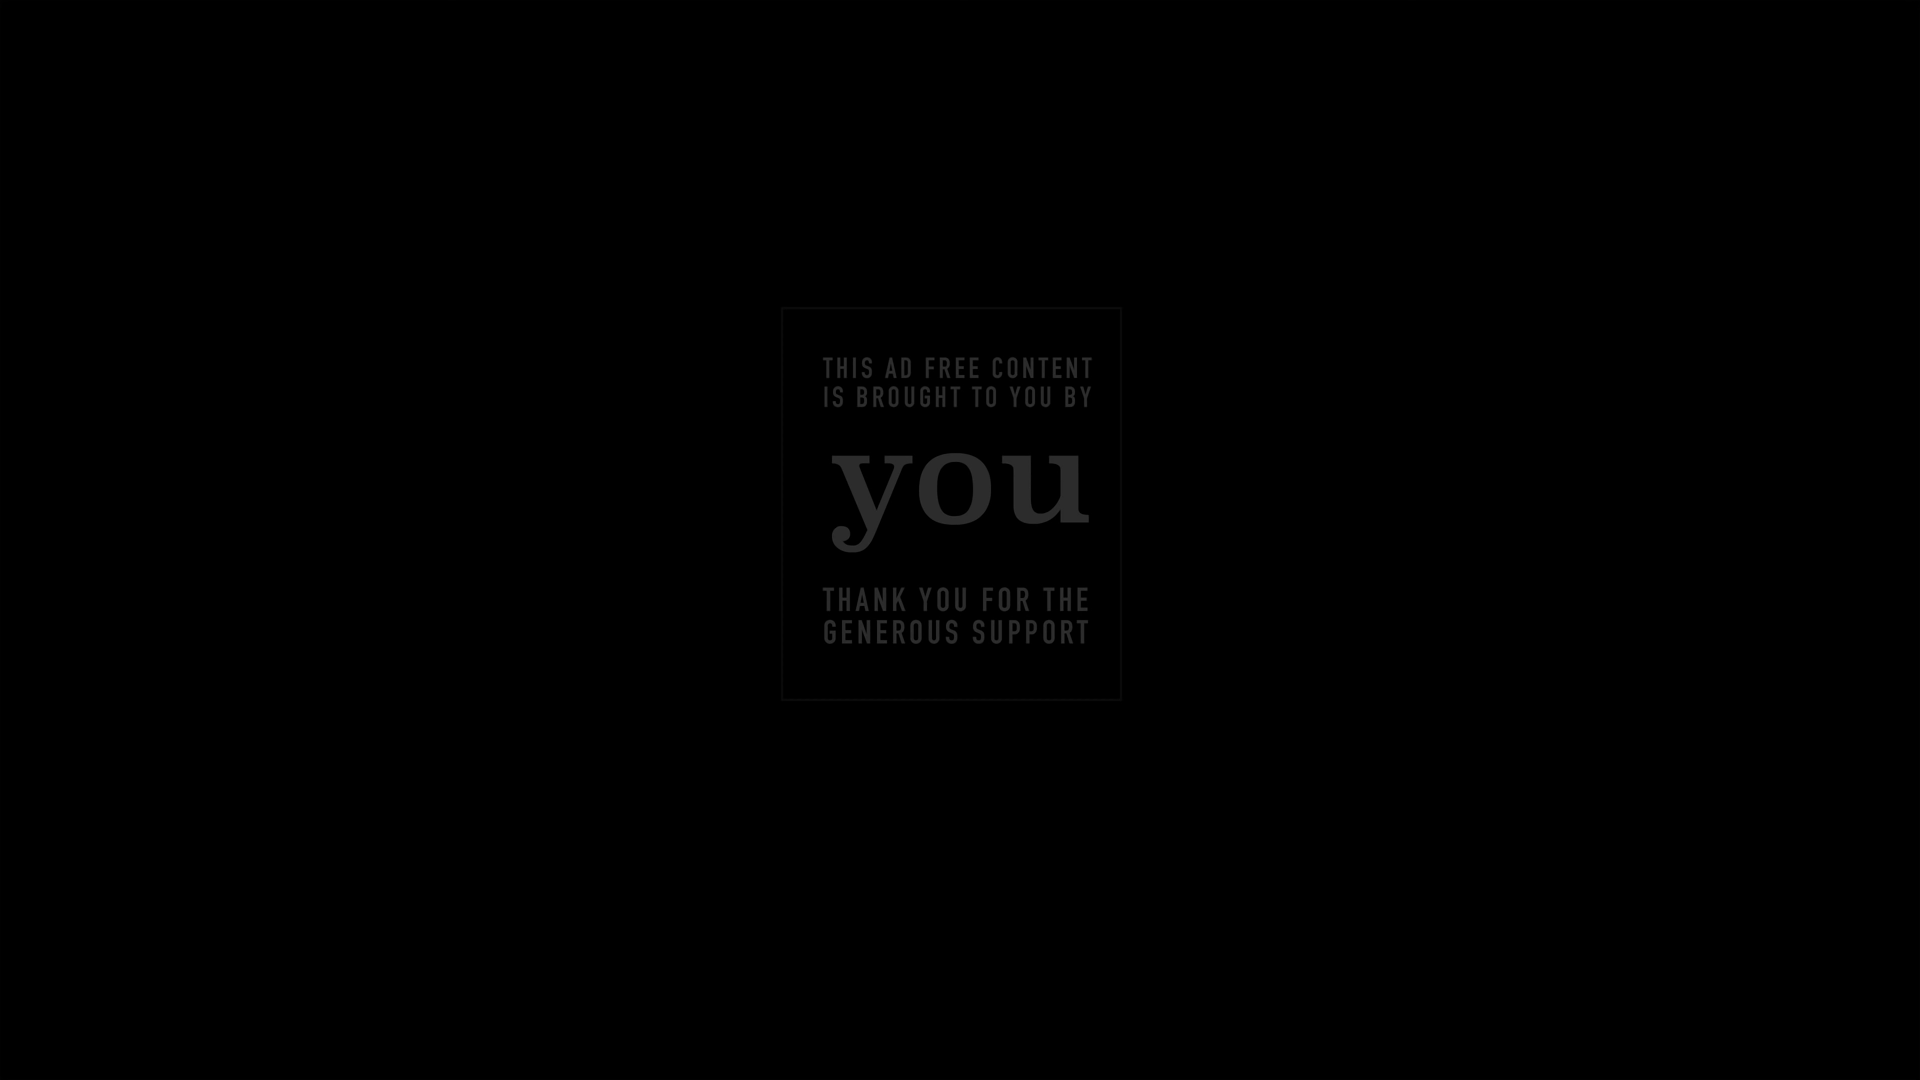 THIS AD FREE CONTENT
IS BROUGHT TO YOU BY
you
THANK YOU FOR THE
GENEROUS SUPPORT